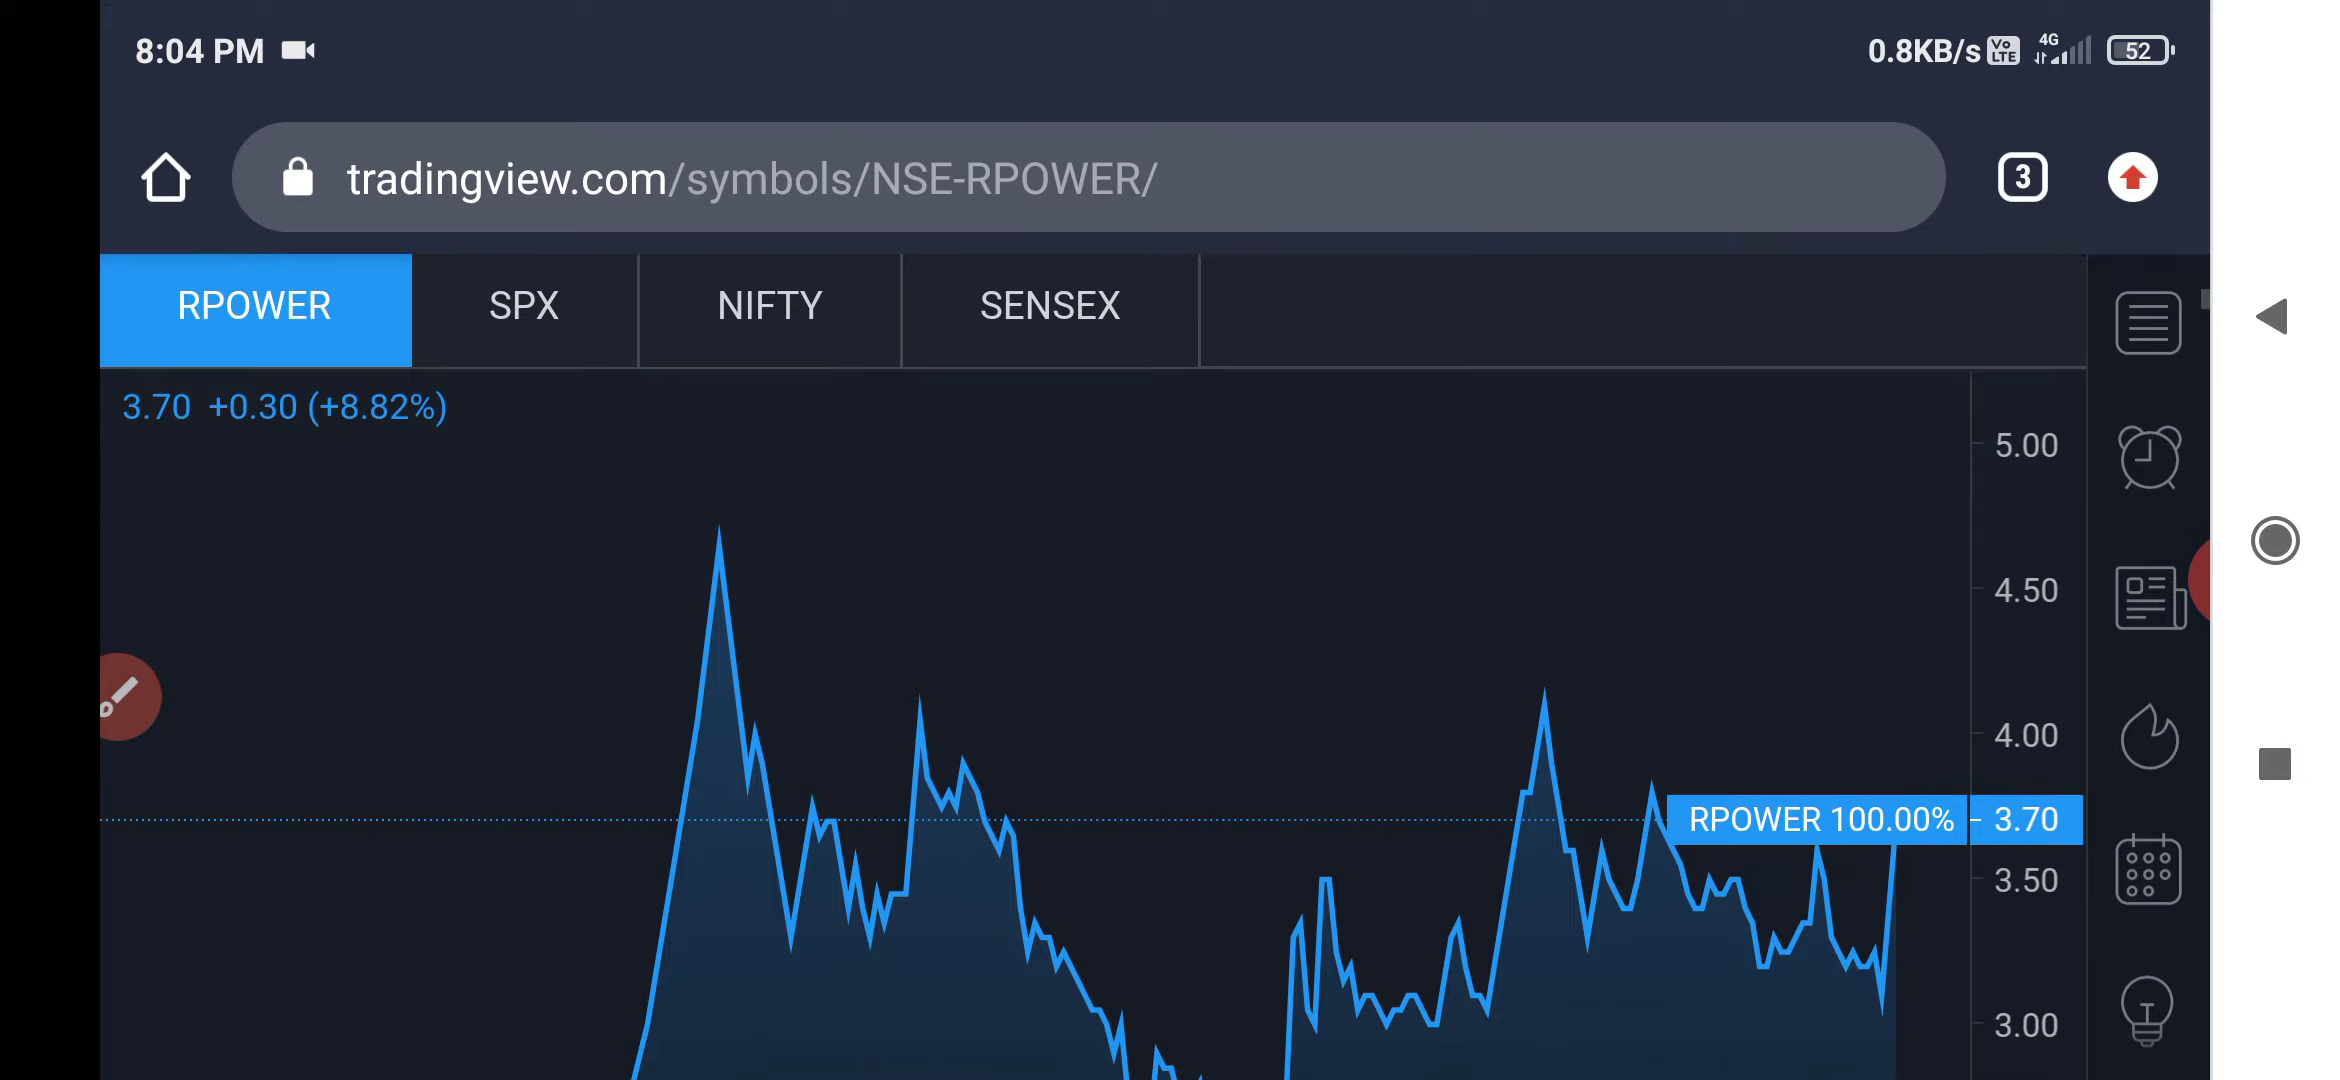 8:04 PM
0.8KB/s Vo LTE 4G 52
tradingview.com/symbols/NSE-RPOWER/
3
RPOWER SPX NIFTY SENSEX
3.70 +0.30 (+8.82%)
5.00
4.50
4.00
RPOWER 100.00% 3.70
3.50
3.00